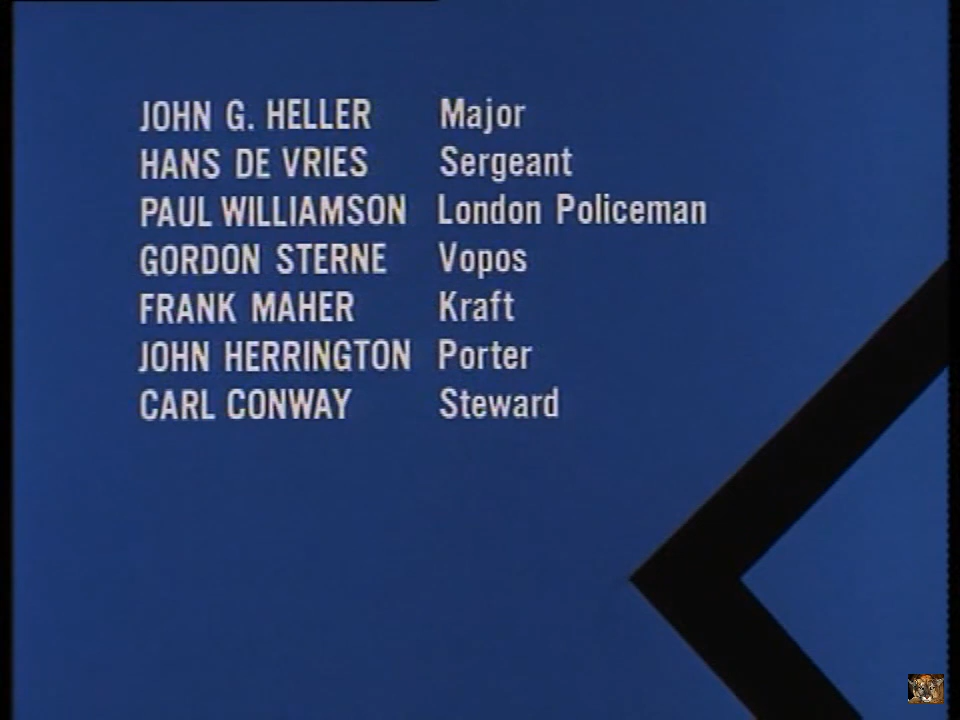 JOHN G. HELLER Major
HANS DE VRIES Sergeant
PAUL WILLIAMSON London Policeman
GORDON STERNE Vopos
FRANK MAHER Kraft
JOHN HERRINGTON Porter
CARL CONWAY Steward